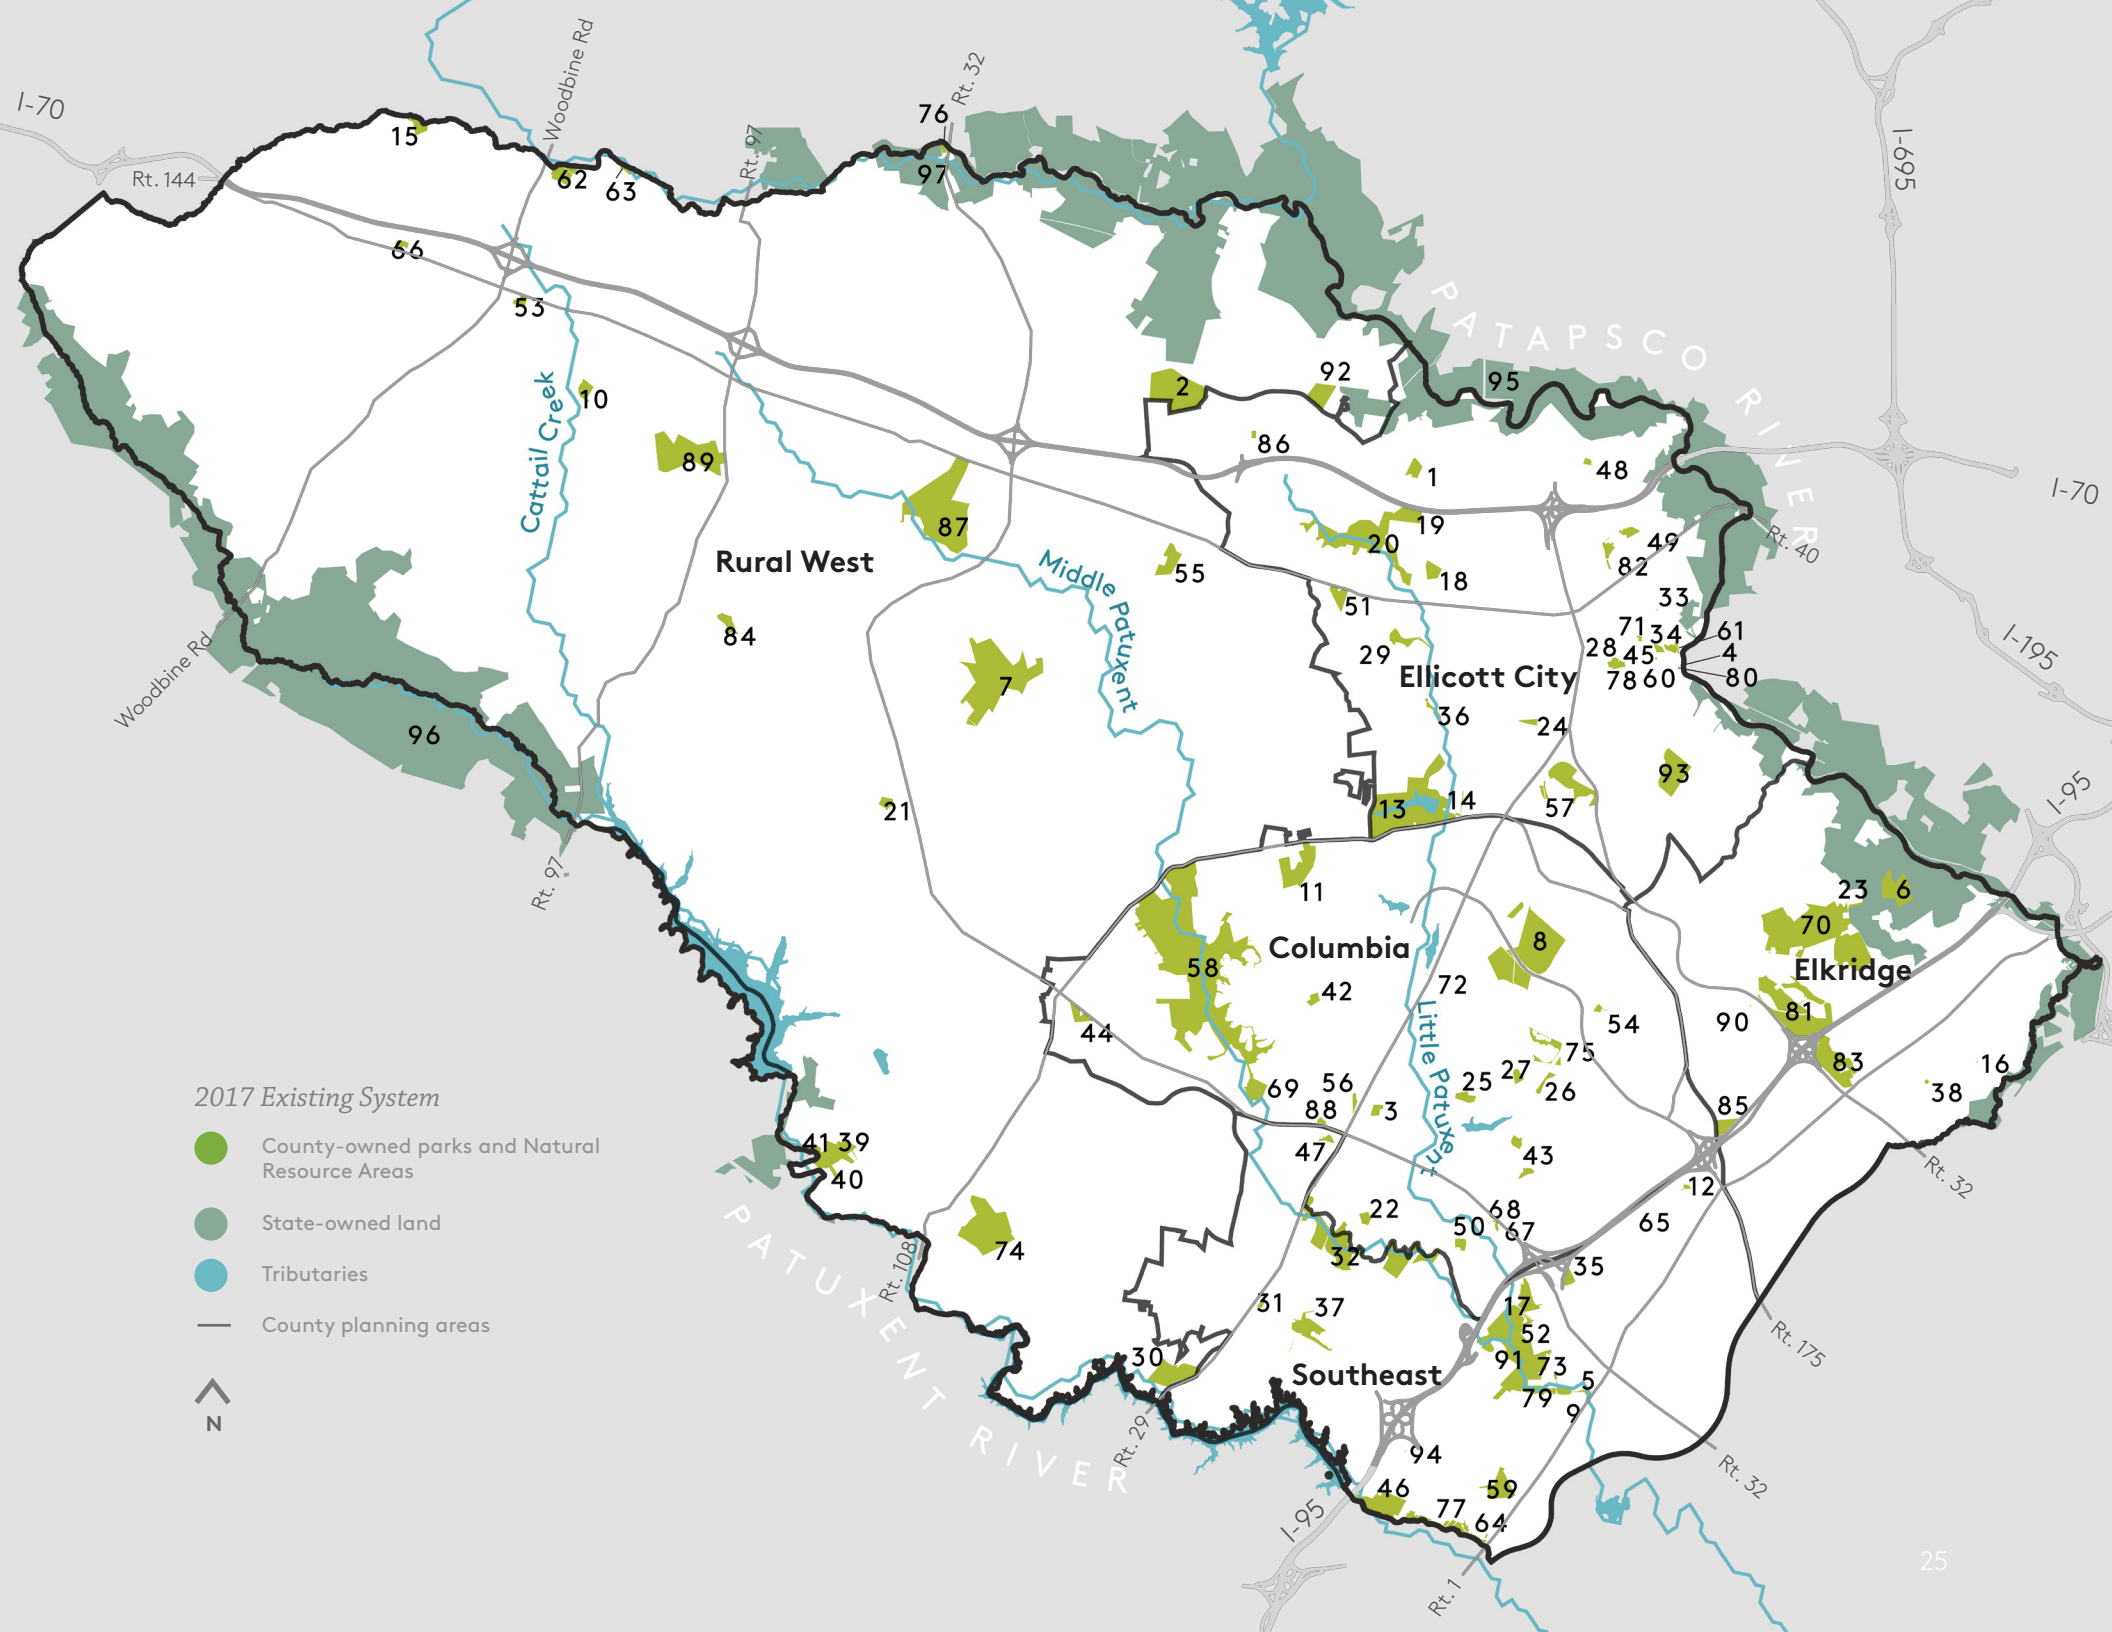 I-70
Rt. 144
15
Woodbine Rd
62
63
66
53
Rt. 97
76
Rt. 32
97
I-695
PATAPSCO RIVER
95
92
2
86
1
48
I-70
Rt. 40
10
Cattail Creek
89
87
19
20
18
49
82
55
51
33
Rural West
Middle Patuxent
84
7
29
71
34
61
28
45
4
78
60
80
I-195
Ellicott City
36
24
Woodbine Rd
96
93
21
13
14
57
I-95
Rt. 97
11
23
6
70
8
Columbia
58
Elkridge
42
72
44
Little Patuxent
54
90
81
75
27
83
16
69
56
25
26
38
88
3
85
47
43
2017 Existing System
County-owned parks and Natural
Resource Areas
State-owned land
Tributaries
County planning areas
N
41
39
40
12
Rt. 32
22
68
50
67
65
74
32
35
PATUXENT RIVER
Rt. 108
31
37
17
52
Rt. 175
30
91
73
5
Southeast
79
9
Rt. 29
94
Rt. 32
46
59
77
64
I-95
Rt. 1
25